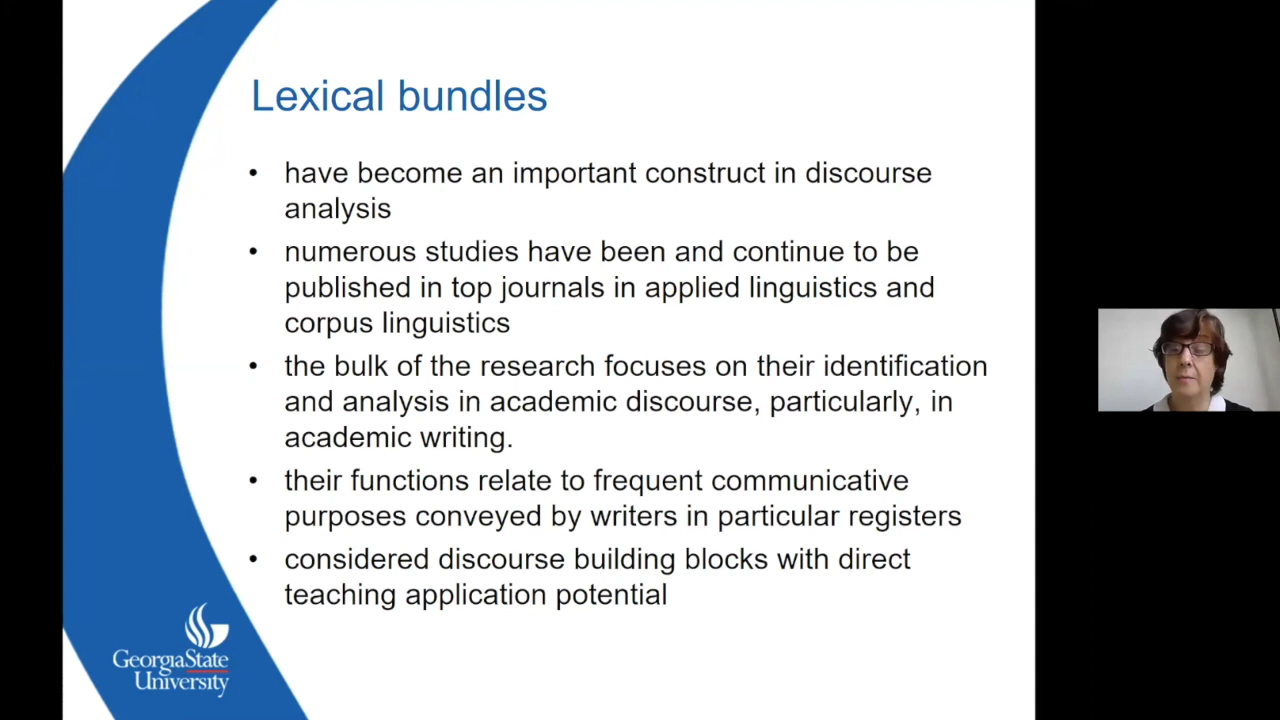 Lexical bundles
• have become an important construct in discourse
analysis
• numerous studies have been and continue to be
published in top journals in applied linguistics and
corpus linguistics
• the bulk of the research focuses on their identification
and analysis in academic discourse, particularly, in
academic writing.
• their functions relate to frequent communicative
purposes conveyed by writers in particular registers
• considered discourse building blocks with direct
teaching application potential
GeorgiaState
University